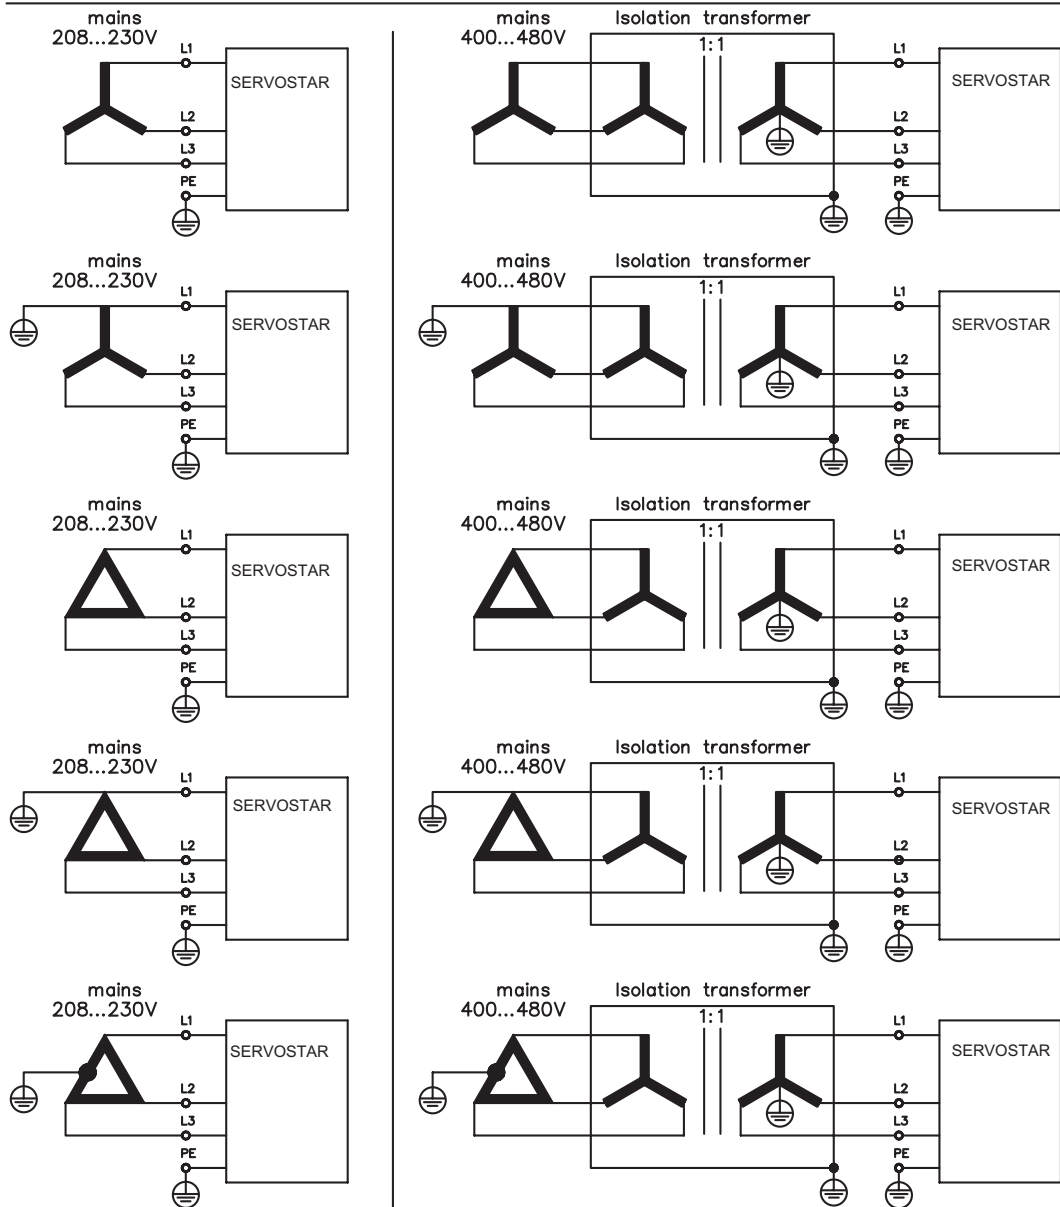 mains
208...230V
L1
SERVOSTAR
L2
L3
PE
mains
400...480V
Isolation transformer
1:1
L1
SERVOSTAR
L2
L3
PE
mains
208...230V
L1
SERVOSTAR
L2
L3
PE
mains
400...480V
Isolation transformer
1:1
L1
SERVOSTAR
L2
L3
PE
mains
208...230V
L1
SERVOSTAR
L2
L3
PE
mains
400...480V
Isolation transformer
1:1
L1
SERVOSTAR
L2
L3
PE
mains
208...230V
L1
SERVOSTAR
L2
L3
PE
mains
400...480V
Isolation transformer
1:1
L1
SERVOSTAR
L2
L3
PE
mains
208...230V
L1
SERVOSTAR
L2
L3
PE
mains
400...480V
Isolation transformer
1:1
L1
SERVOSTAR
L2
L3
PE